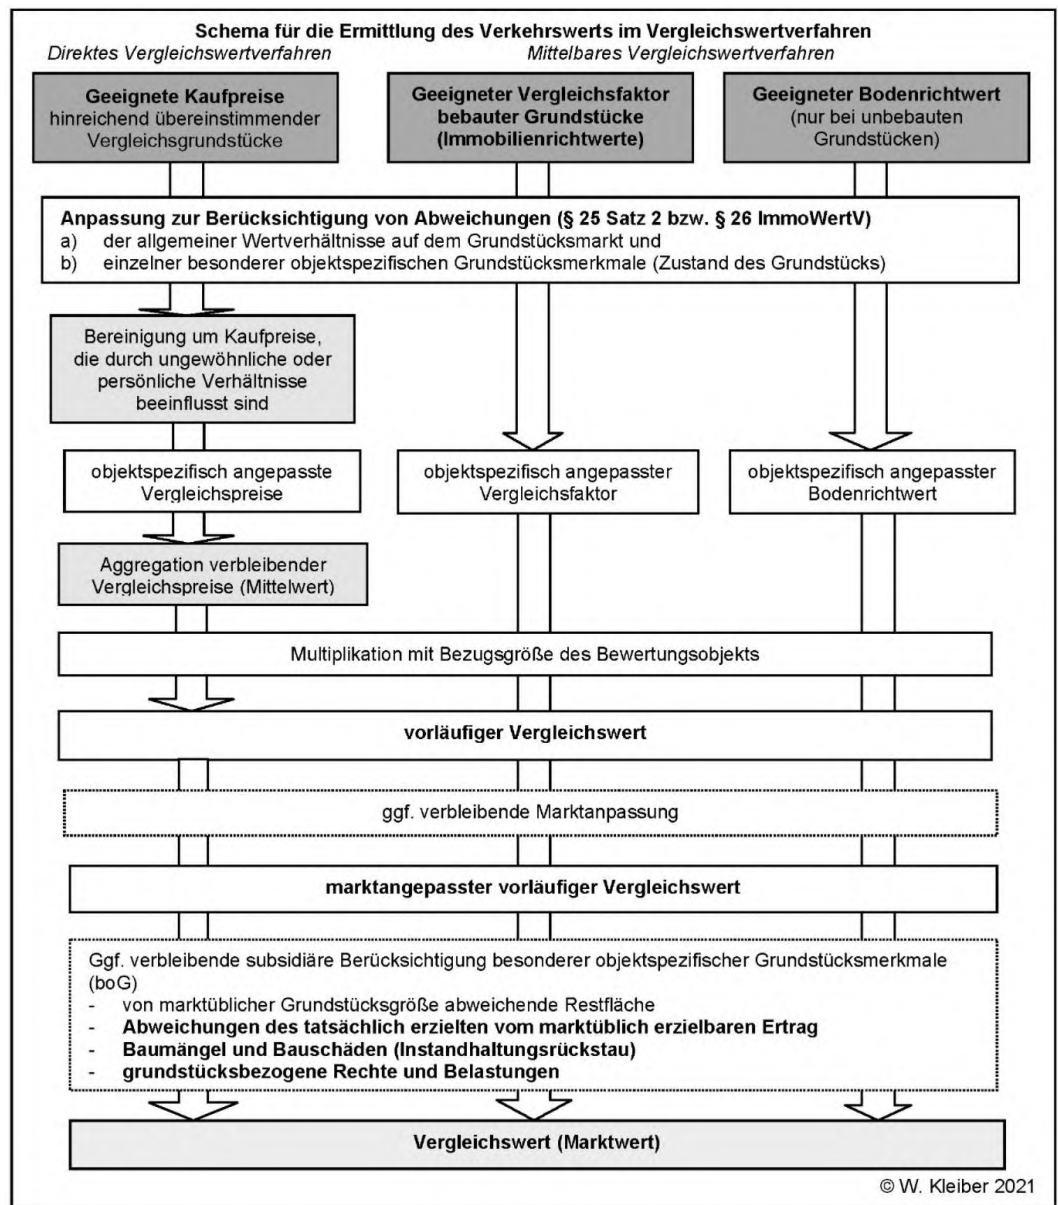 Schema für die Ermittlung des Verkehrswerts im Vergleichswertverfahren
Direktes Vergleichswertverfahren
Mittelbares Vergleichswertverfahren
Geeignete Kaufpreise
hinreichend übereinstimmender
Vergleichsgrundstücke
Geeigneter Vergleichsfaktor
bebauter Grundstücke
(Immobilienrichtwerte)
Geeigneter Bodenrichtwert
(nur bei unbebauten
Grundstücken)
Anpassung zur Berücksichtigung von Abweichungen (§ 25 Satz 2 bzw. § 26 ImmoWertV)
a) der allgemeiner Wertverhältnisse auf dem Grundstücksmarkt und
b) einzelner besonderer objektspezifischen Grundstücksmerkmale (Zustand des Grundstücks)
Bereinigung um Kaufpreise,
die durch ungewöhnliche oder
persönliche Verhältnisse
beeinflusst sind
objektspezifisch angepasste
Vergleichspreise
objektspezifisch angepasster
Vergleichsfaktor
objektspezifisch angepasster
Bodenrichtwert
Aggregation verbleibender
Vergleichspreise (Mittelwert)
Multiplikation mit Bezugsgröße des Bewertungsobjekts
vorläufiger Vergleichswert
ggf. verbleibende Marktanpassung
marktangepasster vorläufiger Vergleichswert
Ggf. verbleibende subsidiäre Berücksichtigung besonderer objektspezifischer Grundstücksmerkmale
(boG)
- von marktüblicher Grundstücksgröße abweichende Restfläche
- Abweichungen des tatsächlich erzielten vom marktüblich erzielbaren Ertrag
- Baumängel und Bauschäden (Instandhaltungsrückstau)
- grundstücksbezogene Rechte und Belastungen
Vergleichswert (Marktwert)
© W. Kleiber 2021